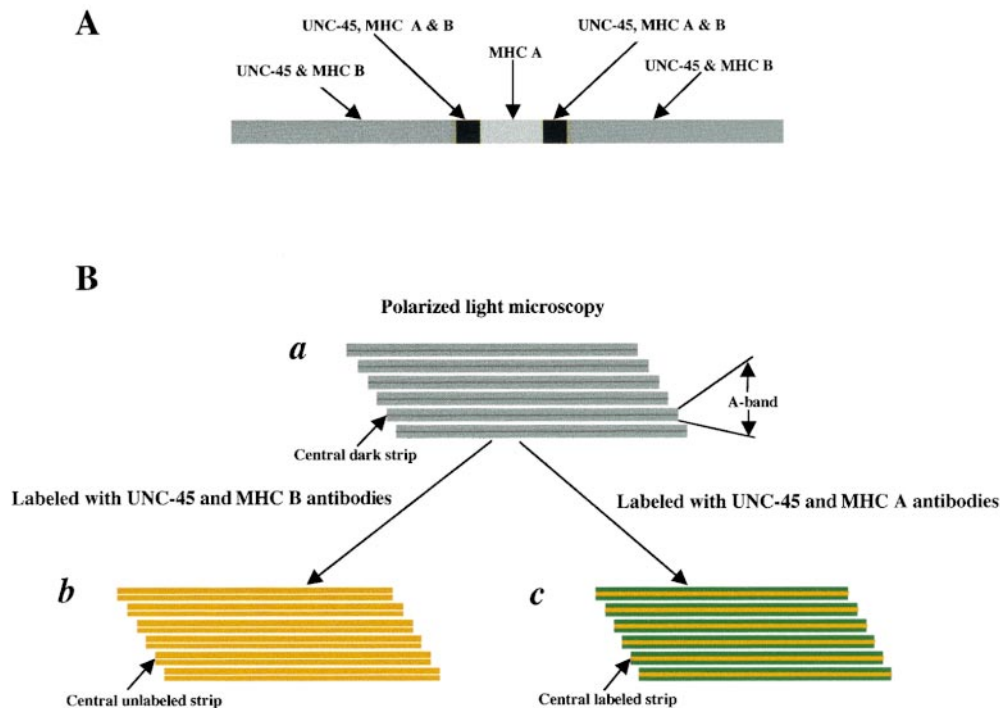 A
UNC-45, MHC A & B
UNC-45, MHC A & B
MHC A
UNC-45 & MHC B
UNC-45 & MHC B
B
Polarized light microscopy
a
A-band
Central dark strip
Labeled with UNC-45 and MHC B antibodies
Labeled with UNC-45 and MHC A antibodies
b
c
Central unlabeled strip
Central labeled strip